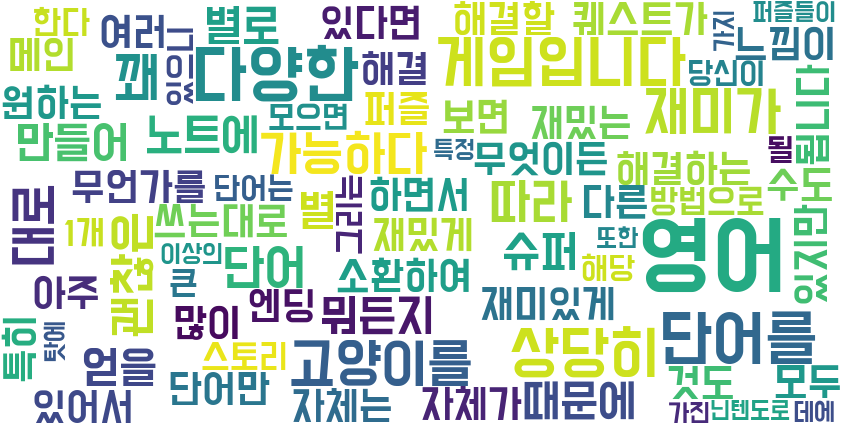 한다
여러
별로
있다면
해결할
퀘스트가
퍼즐들이
메인
꽤
있으니
다양한
해결
게임입니다
가지
느낌이
당신이
원하는
만들어
노트에
모으면
퍼즐
보면
재밌는
재미가
됩니다
가능하다
특정
무엇이든
될
해결하는
수도
대로
무언가를
단어는
별
그리는
하면서
따라
다른
방법으로
있지만
1개
괜찮은
쓰는대로
재밌게
슈퍼
또한
영어
이상의
단어
소환하여
해당
아주
큰
엔딩
뭐든지
재미있게
단어를
특히
탓에
얻을
많이
스토리
고양이를
상당히
것도
모두
있어서
단어만
자체는
자체가
때문에
가진
닌텐도로
데에